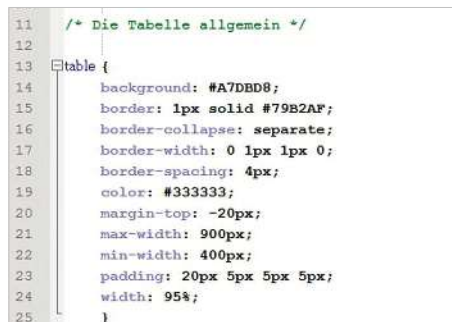 11 /* Die Tabelle allgemein */
12
13 table {
14 background: #A7DBD8;
15 border: 1px solid #79B2AF;
16 border-collapse: separate;
17 border-width: 0 1px 1px 0;
18 border-spacing: 4px;
19 color: #333333;
20 margin-top: -20px;
21 max-width: 900px;
22 min-width: 400px;
23 padding: 20px 5px 5px 5px;
24 width: 95%;
25 }